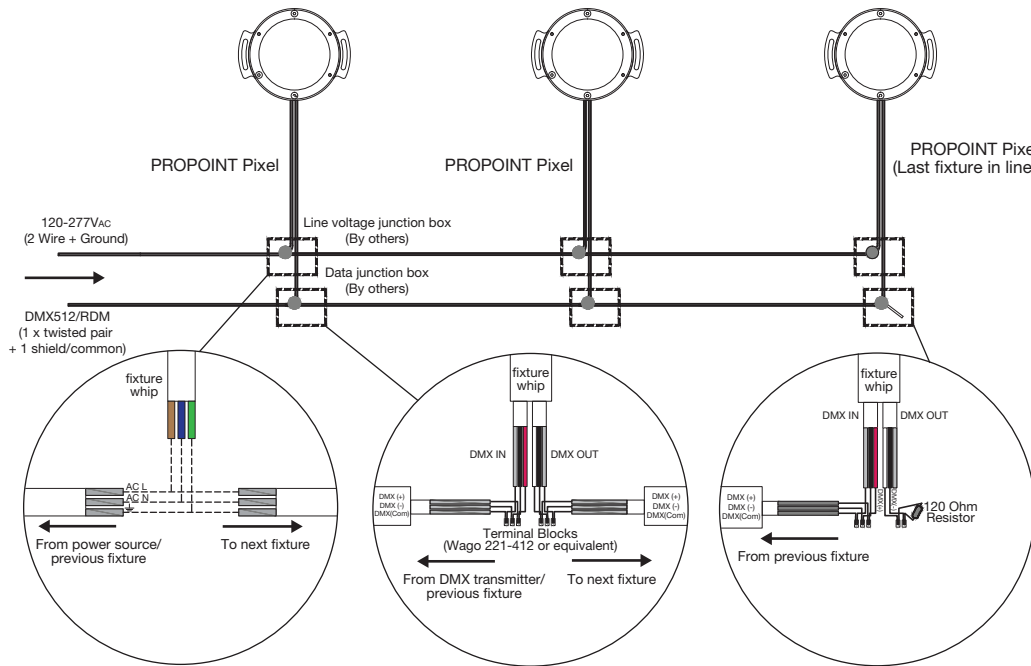 PROPOINT Pixel
PROPOINT Pixel
PROPOINT Pixe
(Last fixture in line
120-277VAC
(2 Wire + Ground)
Line voltage junction box
(By others)
Data junction box
(By others)
DMX512/RDM
(1 x twisted pair
+ 1 shield/common)
fixture
whip
AC L
AC N
From power source/
previous fixture
To next fixture
fixture
whip
DMX IN
DMX OUT
DMX (+)
DMX (-)
DMX(Com)
DMX (+)
DMX (-)
DMX(Com)
Terminal Blocks
(Wago 221-412 or equivalent)
From DMX transmitter/
previous fixture
To next fixture
fixture
whip
DMX IN
DMX OUT
DMX (+)
DMX (-)
DMX(Com)
DMX(+)
DMX(-)
120 Ohm
Resistor
From previous fixture